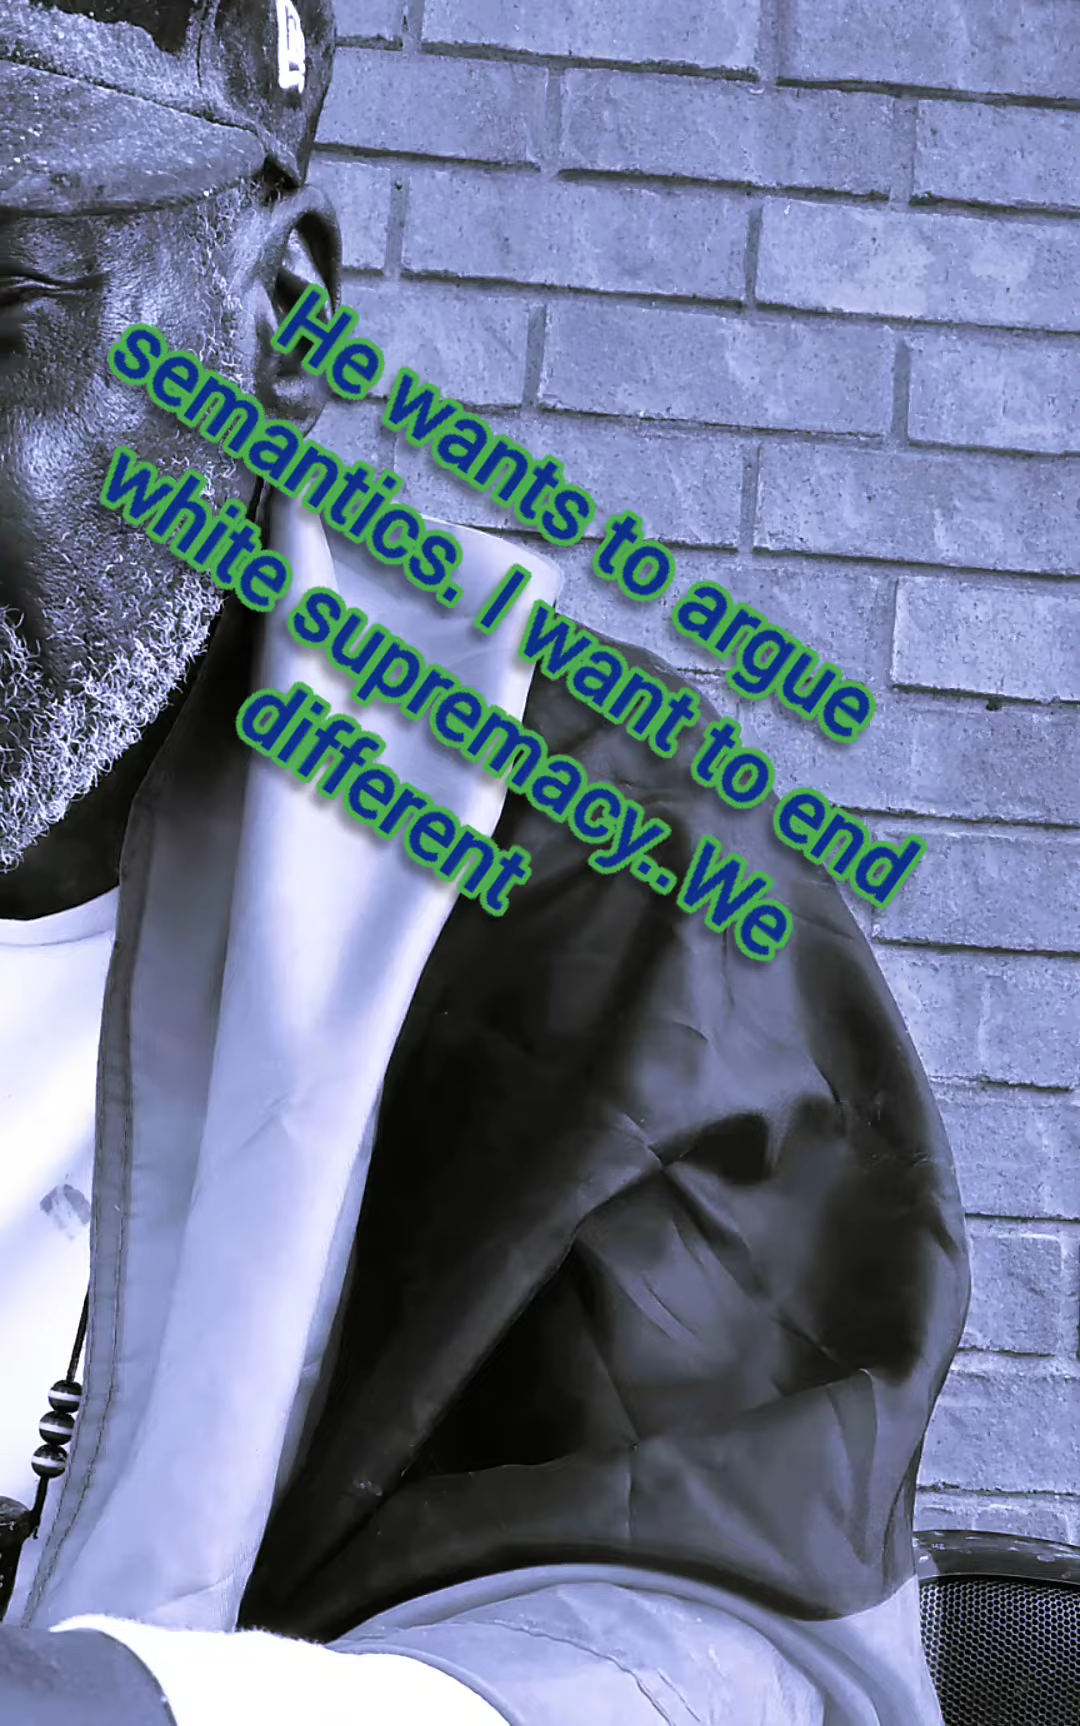 He wants to argue
semantics. I want to end
white supremacy..We
different